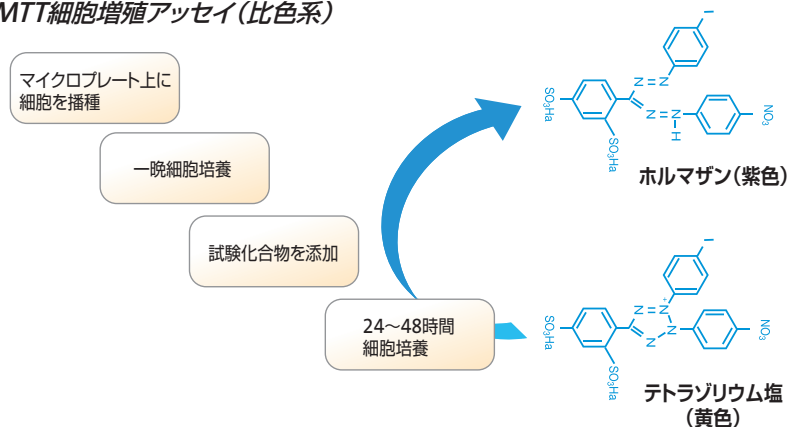 MTT細胞増殖アッセイ（比色系）
マイクロプレート上に
細胞を播種
一晩細胞培養
試験化合物を添加
24～48時間
細胞培養
I
N=N
N=N
H
SO₃Ha
SO₃Ha
NO₃
ホルマザン（紫色）
I
N=N
+
N
N
SO₃Ha
SO₃Ha
NO₃
テトラゾリウム塩
（黄色）